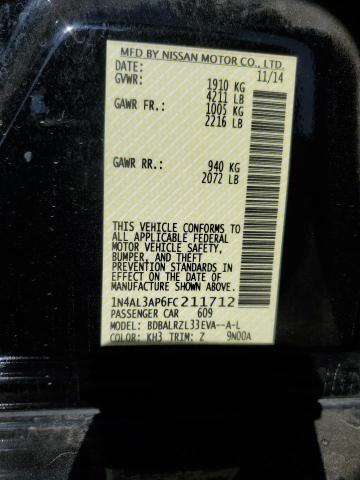 MFD BY NISSAN MOTOR CO., LTD.
DATE: 11/14
GVWR: 1910 KG
4211 LB
GAWR FR.: 1005 KG
2216 LB
GAWR RR.: 940 KG
2072 LB
THIS VEHICLE CONFORMS TO
ALL APPLICABLE FEDERAL
MOTOR VEHICLE SAFETY,
BUMPER, AND THEFT
PREVENTION STANDARDS IN
EFFECT ON THE DATE OF
MANUFACTURE SHOWN ABOVE.
1N4AL3AP6FC211712
PASSENGER CAR 609
MODEL: BDBALRZL33EVA--A-L
COLOR: KH3 TRIM: Z 9N00A